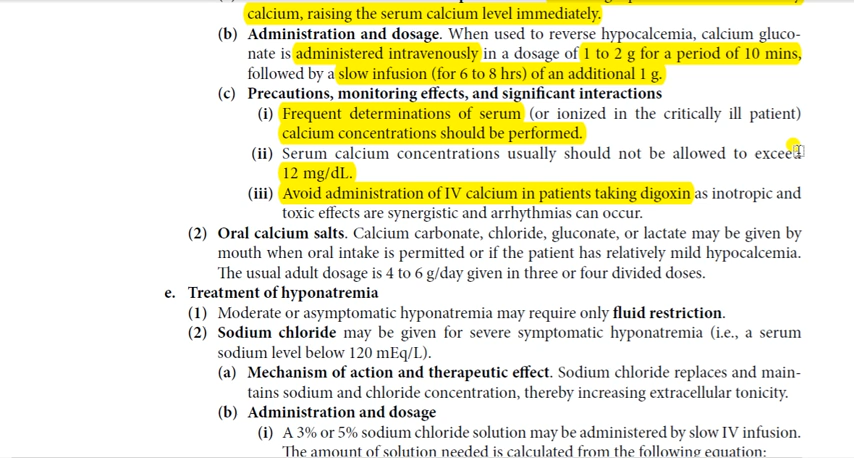 calcium, raising the serum calcium level immediately.
(b) Administration and dosage. When used to reverse hypocalcemia, calcium gluco-
nate is administered intravenously in a dosage of 1 to 2 g for a period of 10 mins,
followed by a slow infusion (for 6 to 8 hrs) of an additional 1 g.
(c) Precautions, monitoring effects, and significant interactions
(i) Frequent determinations of serum (or ionized in the critically ill patient)
calcium concentrations should be performed.
(ii) Serum calcium concentrations usually should not be allowed to exceed
12 mg/dL.
(iii) Avoid administration of IV calcium in patients taking digoxin as inotropic and
toxic effects are synergistic and arrhythmias can occur.
(2) Oral calcium salts. Calcium carbonate, chloride, gluconate, or lactate may be given by
mouth when oral intake is permitted or if the patient has relatively mild hypocalcemia.
The usual adult dosage is 4 to 6 g/day given in three or four divided doses.
e. Treatment of hyponatremia
(1) Moderate or asymptomatic hyponatremia may require only fluid restriction.
(2) Sodium chloride may be given for severe symptomatic hyponatremia (i.e., a serum
sodium level below 120 mEq/L).
(a) Mechanism of action and therapeutic effect. Sodium chloride replaces and main-
tains sodium and chloride concentration, thereby increasing extracellular tonicity.
(b) Administration and dosage
(i) A 3% or 5% sodium chloride solution may be administered by slow IV infusion.
The amount of solution needed is calculated from the following equation: